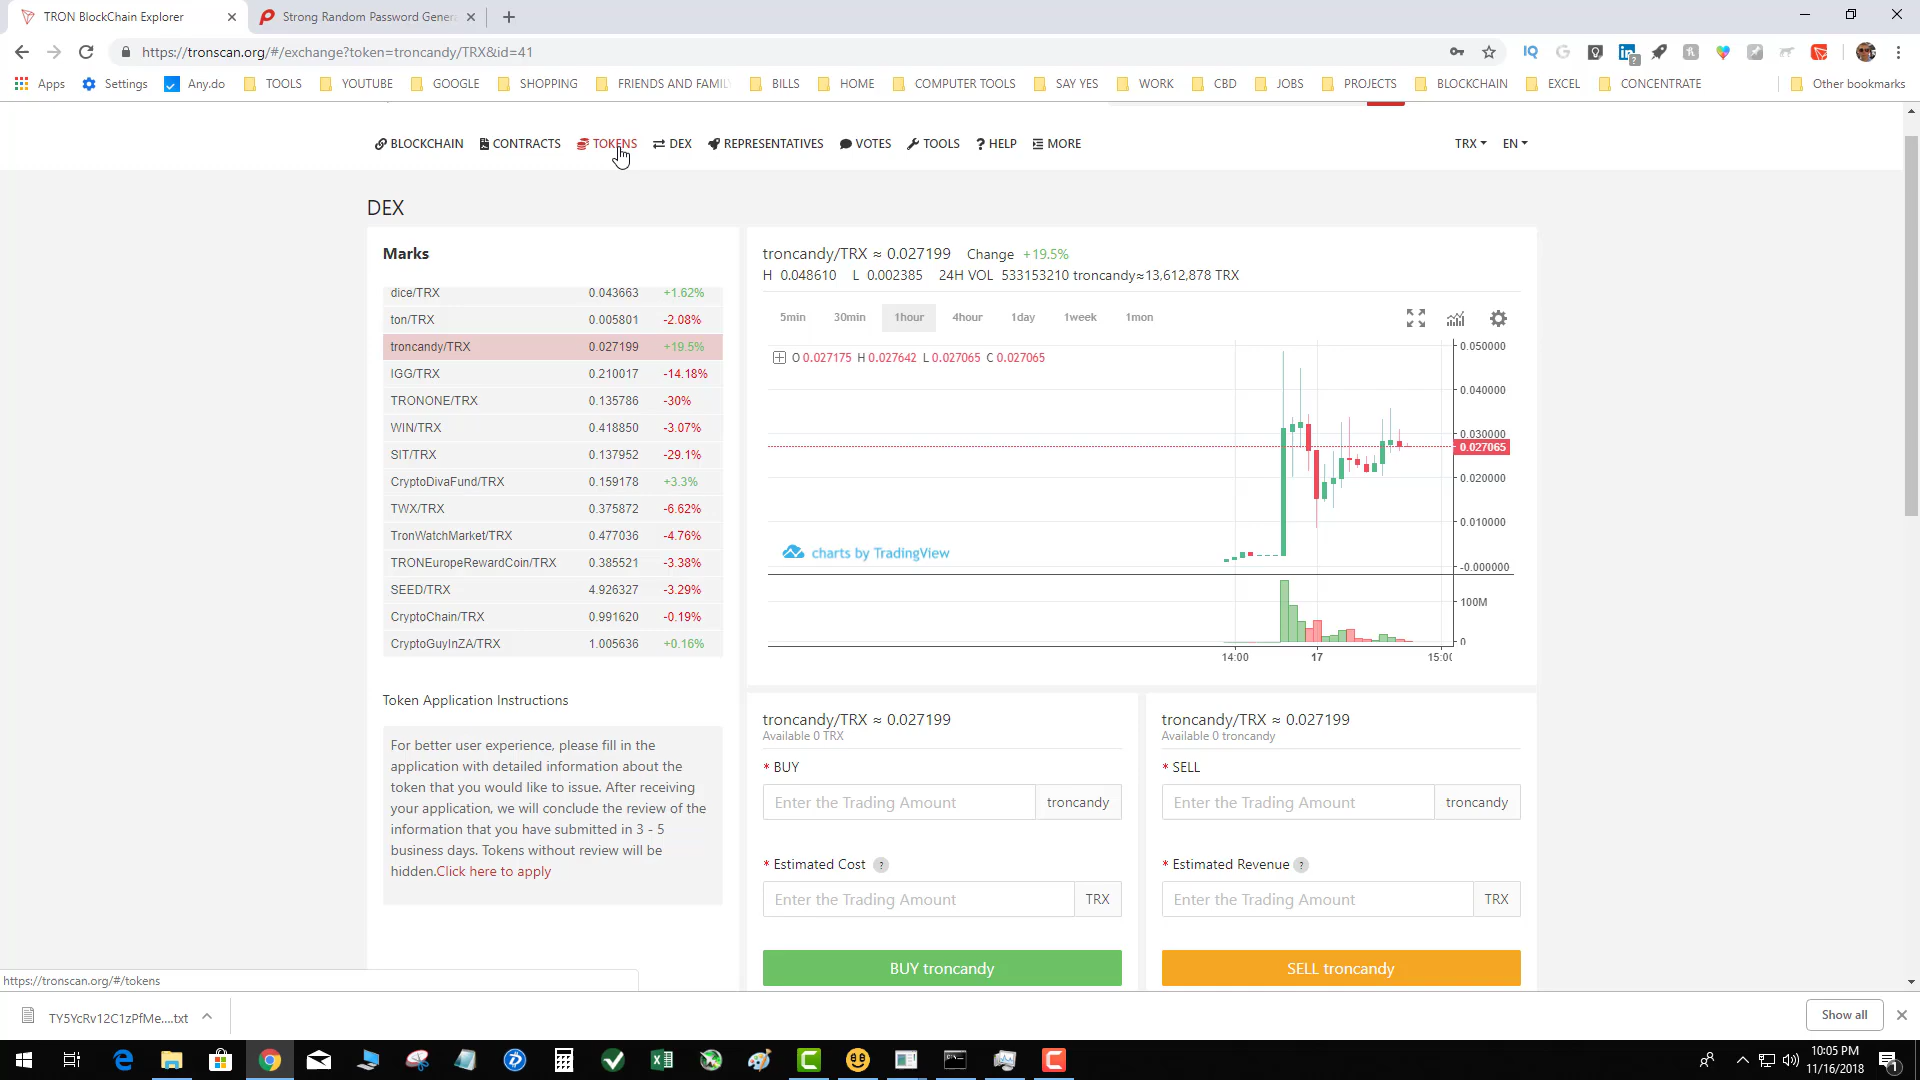 TRON BlockChain Explorer
Strong Random Password Gener
https://tronscan.org/#/exchange?token=troncandy/TRX&id=41
Apps
Settings
Any.do
TOOLS
YOUTUBE
GOOGLE
SHOPPING
FRIENDS AND FAMIL
BILLS
HOME
COMPUTER TOOLS
SAY YES
WORK
CBD
JOBS
PROJECTS
BLOCKCHAIN
EXCEL
CONCENTRATE
Other bookmarks
BLOCKCHAIN
CONTRACTS
TOKENS
DEX
REPRESENTATIVES
VOTES
TOOLS
HELP
MORE
TRX
EN
DEX
Marks
dice/TRX 0.043663 +1.62%
ton/TRX 0.005801 -2.08%
troncandy/TRX 0.027199 +19.5%
IGG/TRX 0.210017 -14.18%
TRONONE/TRX 0.135786 -30%
WIN/TRX 0.418850 -3.07%
SIT/TRX 0.137952 -29.1%
CryptoDivaFund/TRX 0.159178 +3.3%
TWX/TRX 0.375872 -6.62%
TronWatchMarket/TRX 0.477036 -4.76%
TRONEuropeRewardCoin/TRX 0.385521 -3.38%
SEED/TRX 4.926327 -3.29%
CryptoChain/TRX 0.991620 -0.19%
CryptoGuyInZA/TRX 1.005636 +0.16%
Token Application Instructions
For better user experience, please fill in the
application with detailed information about the
token that you would like to issue. After receiving
your application, we will conclude the review of the
information that you have submitted in 3 - 5
business days. Tokens without review will be
hidden.Click here to apply
troncandy/TRX ≈ 0.027199 Change +19.5%
H 0.048610 L 0.002385 24H VOL 533153210 troncandy≈13,612,878 TRX
5min 30min 1hour 4hour 1day 1week 1mon
O 0.027175 H 0.027642 L 0.027065 C 0.027065
0.050000
0.040000
0.030000
0.027065
0.020000
0.010000
-0.000000
charts by TradingView
100M
0
14:00 17 15:00
troncandy/TRX ≈ 0.027199
Available 0 TRX
* BUY
Enter the Trading Amount troncandy
* Estimated Cost ?
Enter the Trading Amount TRX
BUY troncandy
troncandy/TRX ≈ 0.027199
Available 0 troncandy
* SELL
Enter the Trading Amount troncandy
* Estimated Revenue ?
Enter the Trading Amount TRX
SELL troncandy
https://tronscan.org/#/tokens
TY5YcRv12C1zPfMe....txt
Show all
10:05 PM
11/16/2018
1